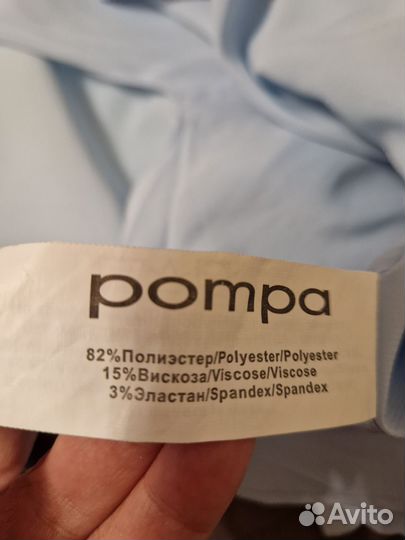 pompa
82%Полиэстер/Polyester/Polyester
15%Вискоза/Viscose/Viscose
3%Эластан/Spandex/Spandex
Avito